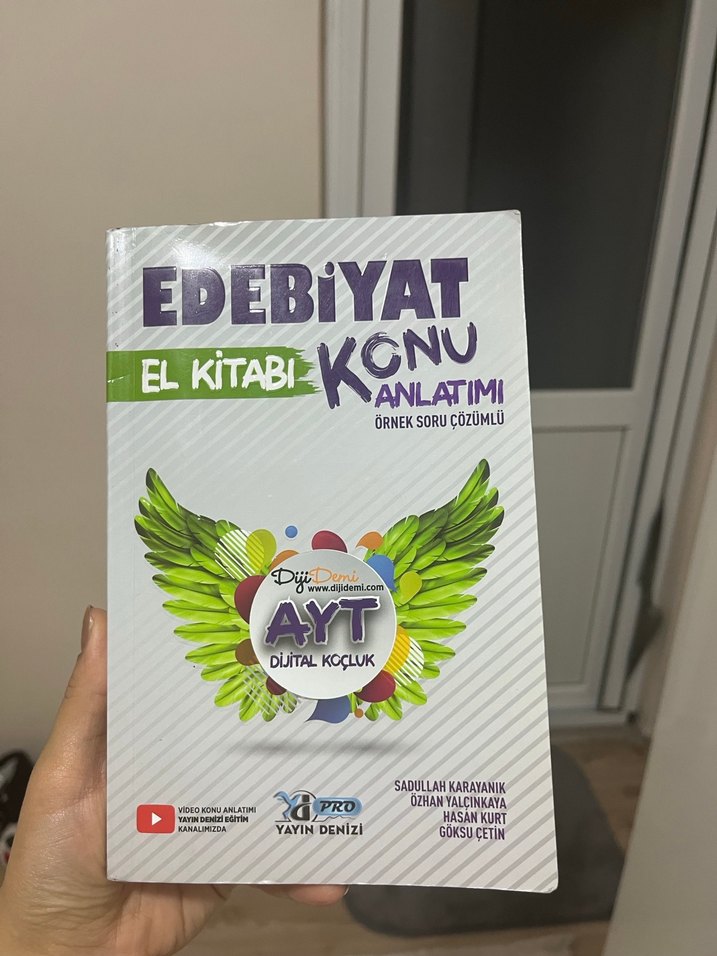 EDEBİYAT
EL KİTABI
KONU
ANLATIMI
ÖRNEK SORU ÇÖZÜMLÜ
DijiDemi
www.dijidemi.com
AYT
DİJİTAL KOÇLUK
VİDEO KONU ANLATIMI
YAYIN DENİZİ EĞİTİM
KANALIMIZDA
yd PRO
YAYIN DENİZİ
SADULLAH KARAYANIK
ÖZHAN YALÇINKAYA
HASAN KURT
GÖKSU ÇETİN